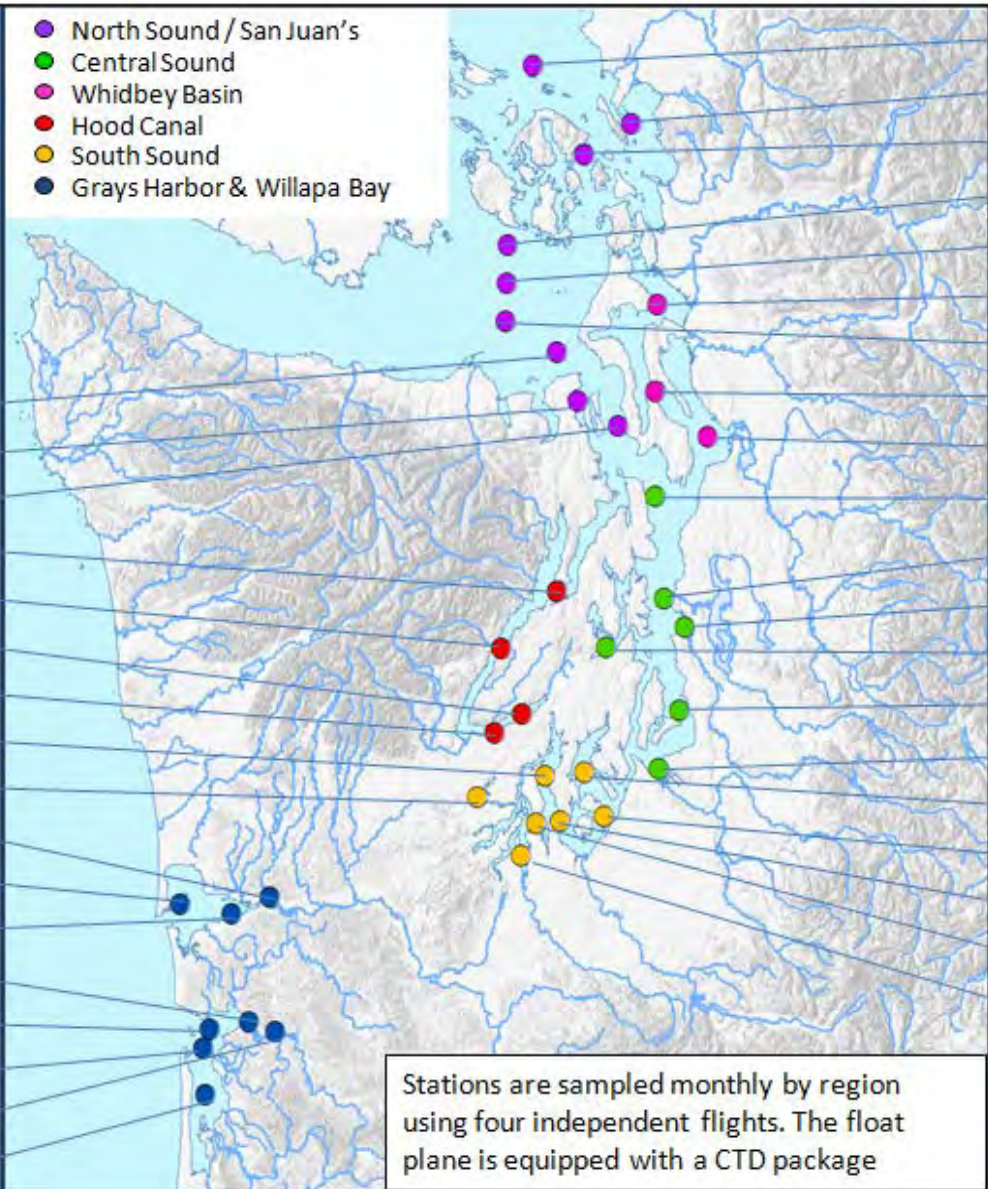 North Sound / San Juan's
Central Sound
Whidbey Basin
Hood Canal
South Sound
Grays Harbor & Willapa Bay
Stations are sampled monthly by region
using four independent flights. The float
plane is equipped with a CTD package